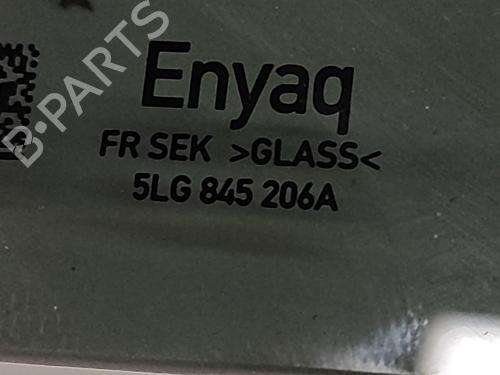 Enyaq
FR SEK >GLASS<
5LG 845 206A
B-PARTS